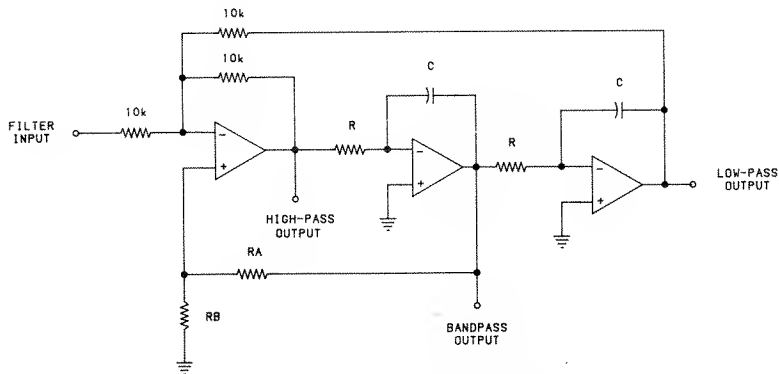 10k
10k
10k
C
C
FILTER
INPUT
R
R
HIGH-PASS
OUTPUT
LOW-PASS
OUTPUT
RA
RB
BANDPASS
OUTPUT